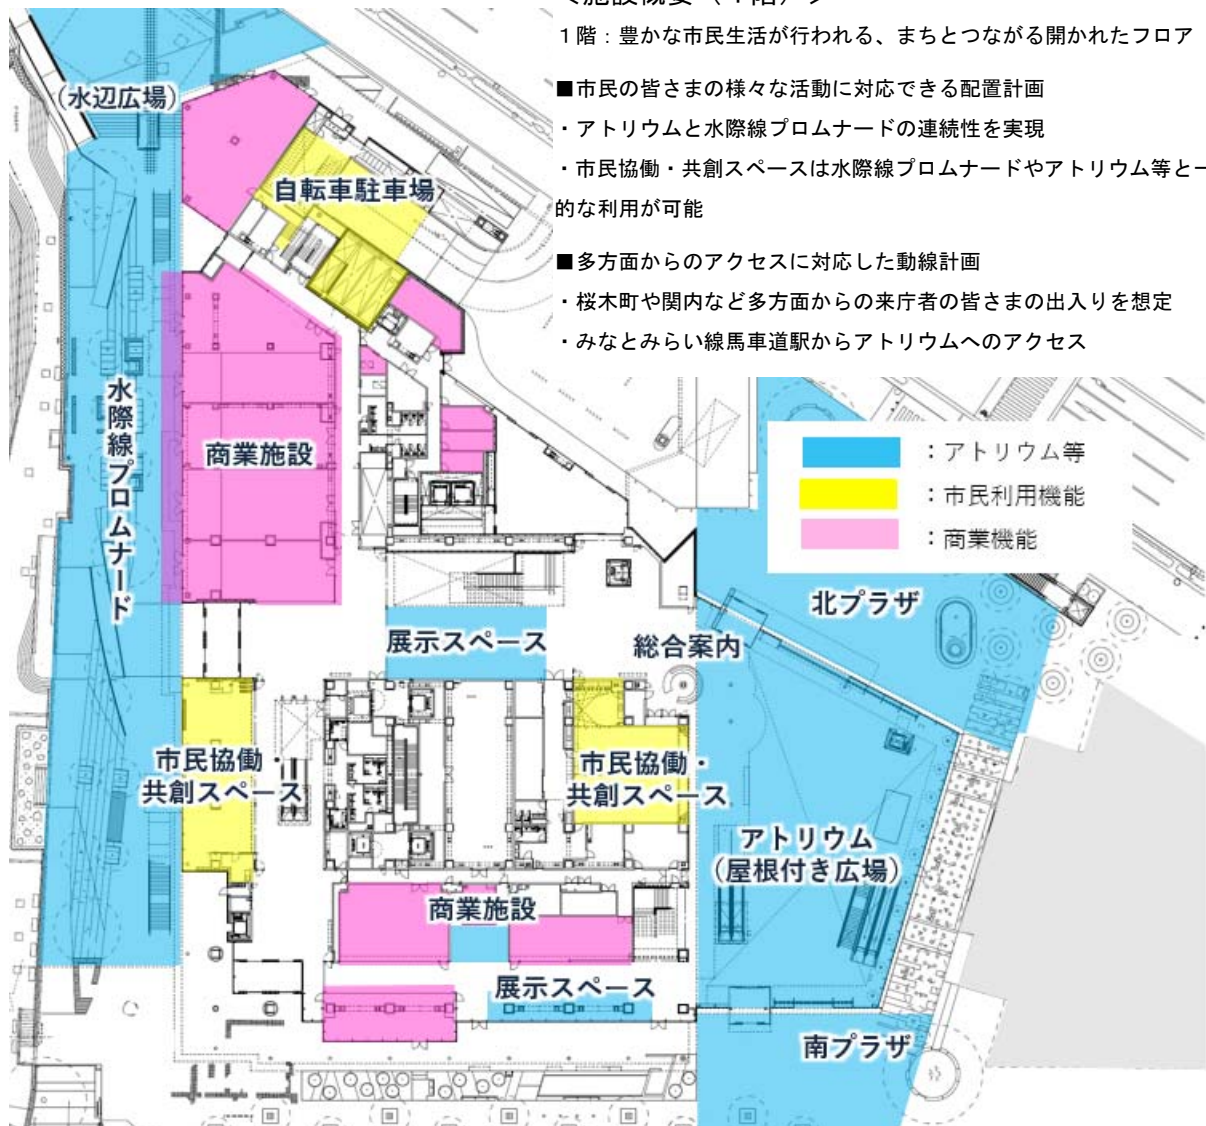 ＜施設概要（１階）＞
１階：豊かな市民生活が行われる、まちとつながる開かれたフロア
■市民の皆さまの様々な活動に対応できる配置計画
・アトリウムと水際線プロムナードの連続性を実現
・市民協働・共創スペースは水際線プロムナードやアトリウム等と一
的な利用が可能
■多方面からのアクセスに対応した動線計画
・桜木町や関内など多方面からの来庁者の皆さまの出入りを想定
・みなとみらい線馬車道駅からアトリウムへのアクセス
：アトリウム等
：市民利用機能
：商業機能
（水辺広場）
自転車駐車場
水際線プロムナード
商業施設
北プラザ
展示スペース
総合案内
市民協働
共創スペース
市民協働・
共創スペース
アトリウム
（屋根付き広場）
商業施設
展示スペース
南プラザ